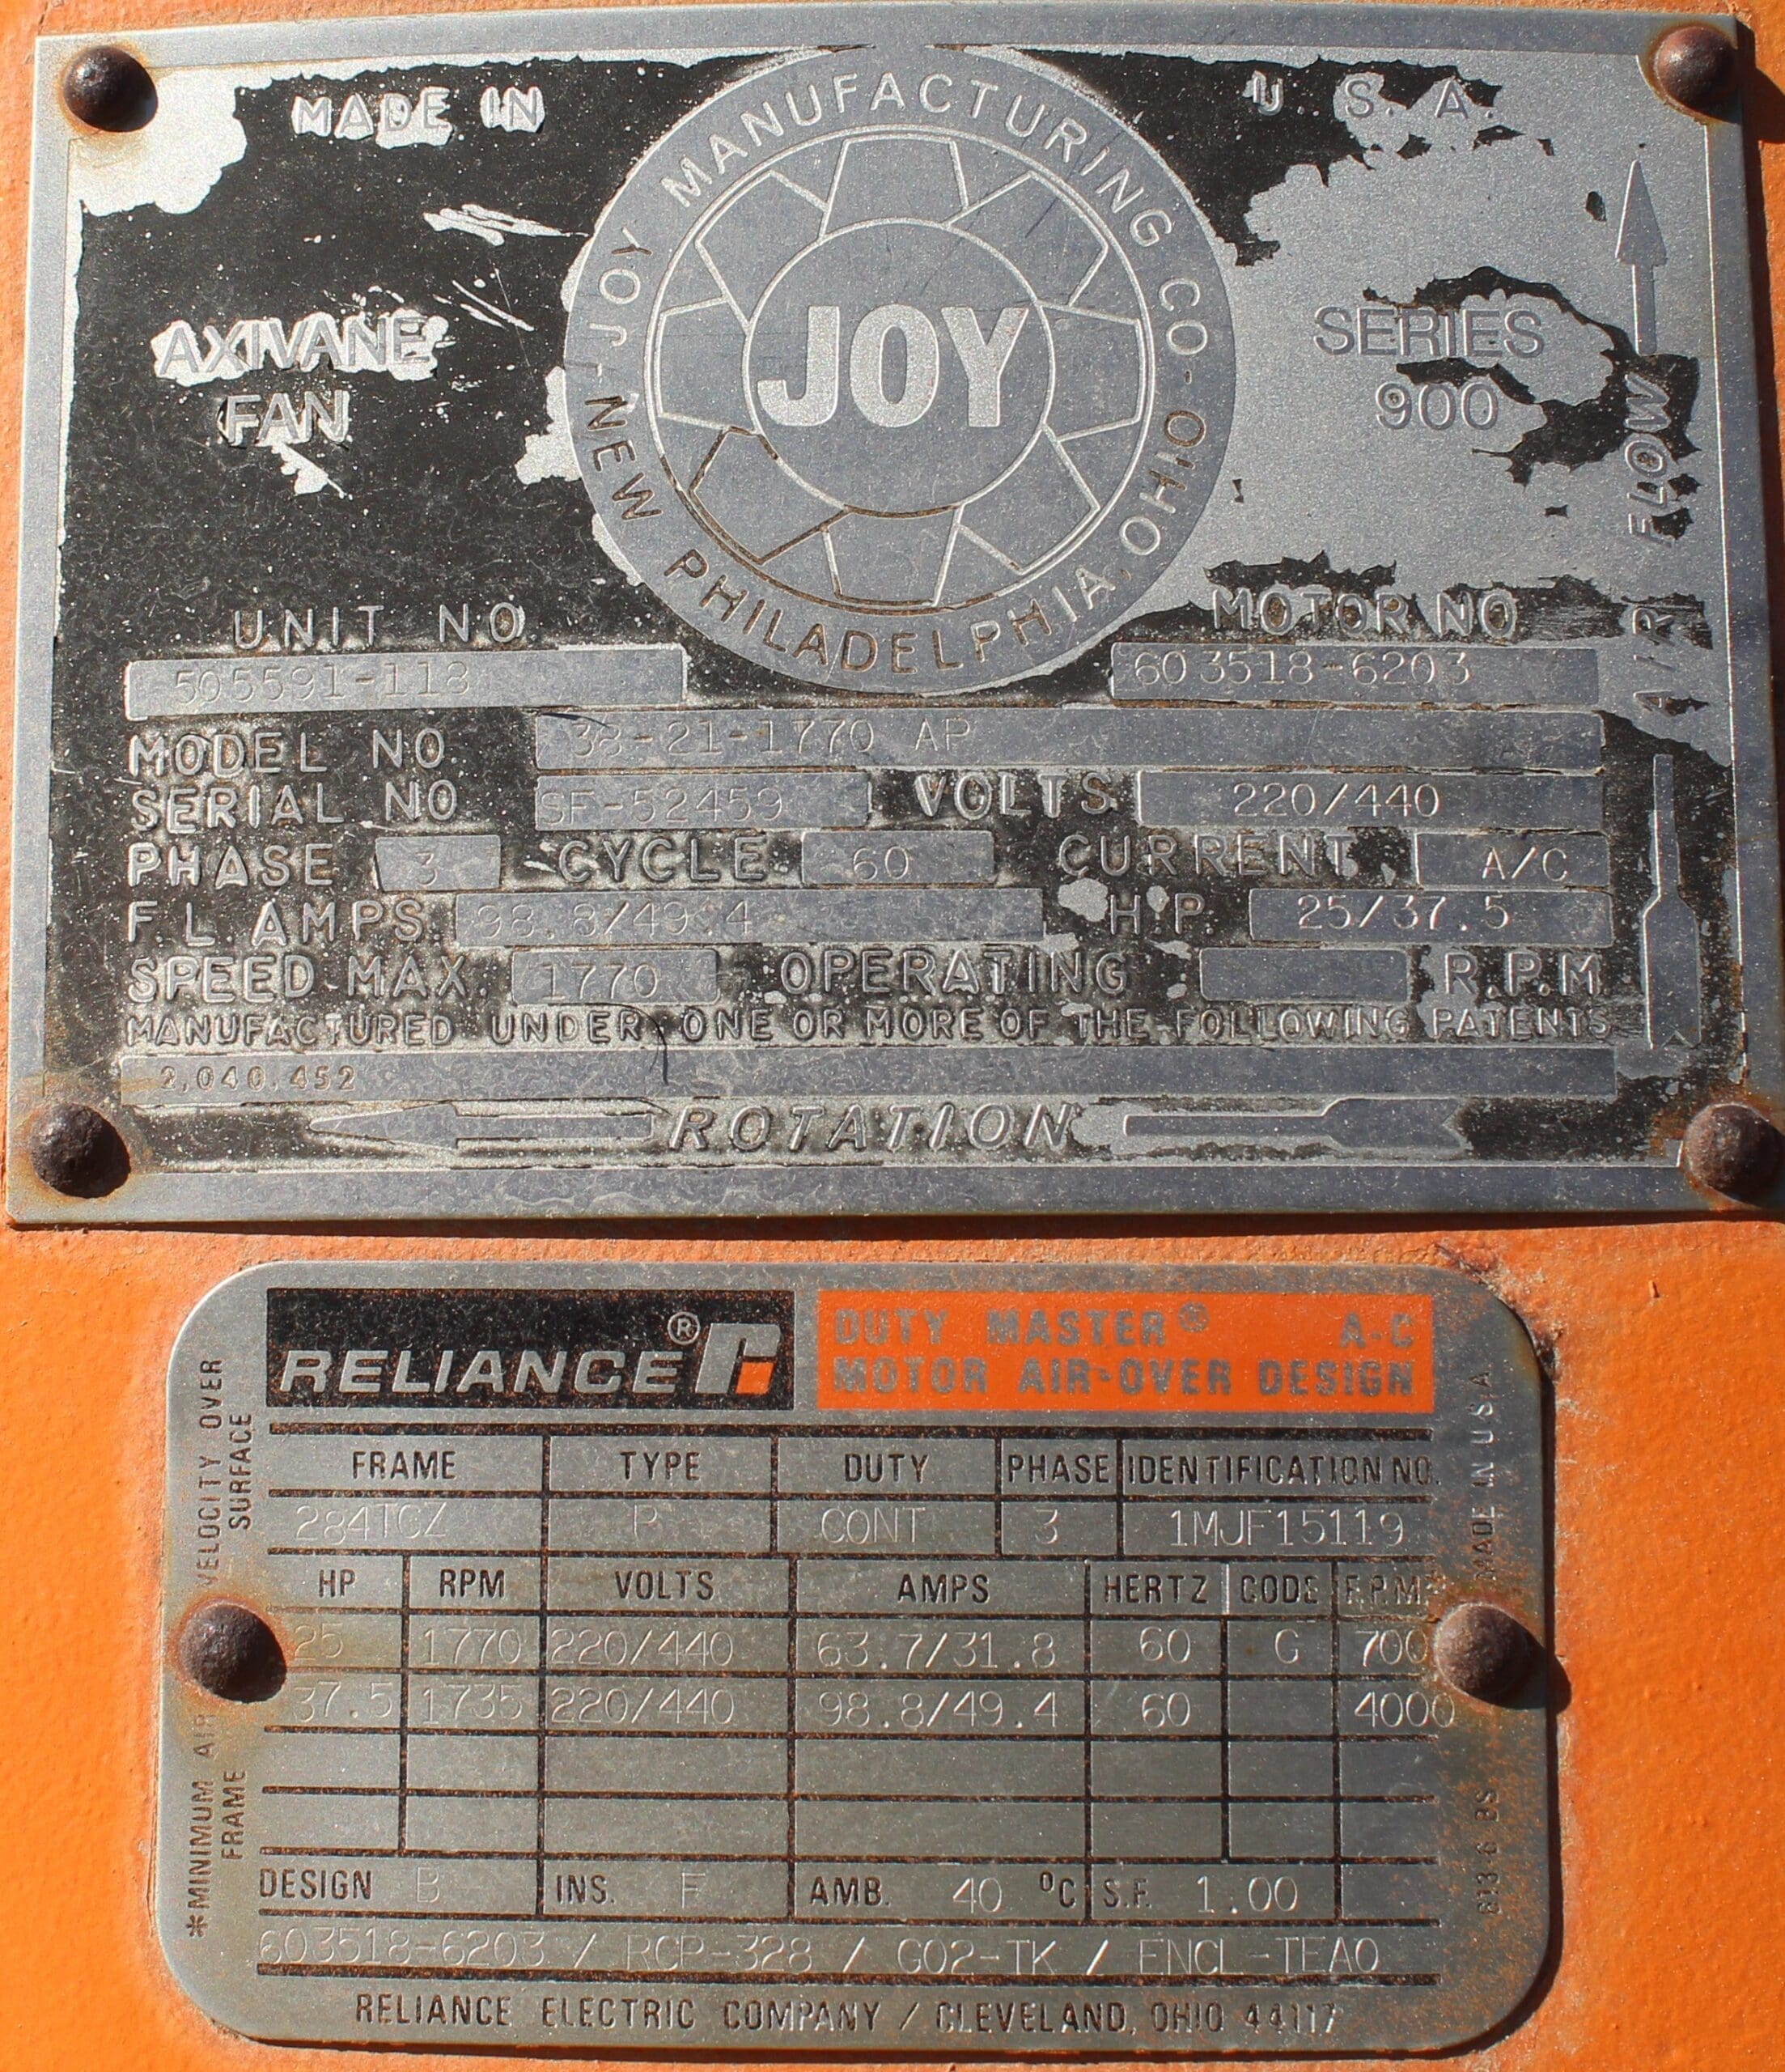 MADE IN
U. S. A.
JOY MANUFACTURING CO-OHIO
JOY
-NEW PHILADELPHIA, OHIO
AXIVANE
FAN
SERIES
900
AIR FLOW
UNIT NO.
MOTOR NO
505591-118
603518-6203
MODEL NO. 38-21-1770 AP
SERIAL NO. SF-52459 VOLTS 220/440
PHASE 3 CYCLE 60 CURRENT A/C
F.L. AMPS. 98.8/49.4 H.P. 25/37.5
SPEED MAX. 1770 OPERATING R.P.M.
MANUFACTURED UNDER ONE OR MORE OF THE FOLLOWING PATENTS
2,040,452
ROTATION
RELIANCE®
DUTY MASTER® A-C
MOTOR AIR-OVER DESIGN
FRAME TYPE DUTY PHASE IDENTIFICATION NO.
284TCZ P CONT 3 1MJF15119
HP RPM VOLTS AMPS HERTZ CODE F.P.M.*
25 1770 220/440 63.7/31.8 60 G 700
37.5 1735 220/440 98.8/49.4 60 4000
DESIGN B INS. F AMB. 40 °C S.F. 1.00
603518-6203 / RCP-328 / G02-TK / ENCL-TEAO
RELIANCE ELECTRIC COMPANY / CLEVELAND, OHIO 44117
*MINIMUM AIR VELOCITY OVER
FRAME SURFACE
MADE IN U.S.A.